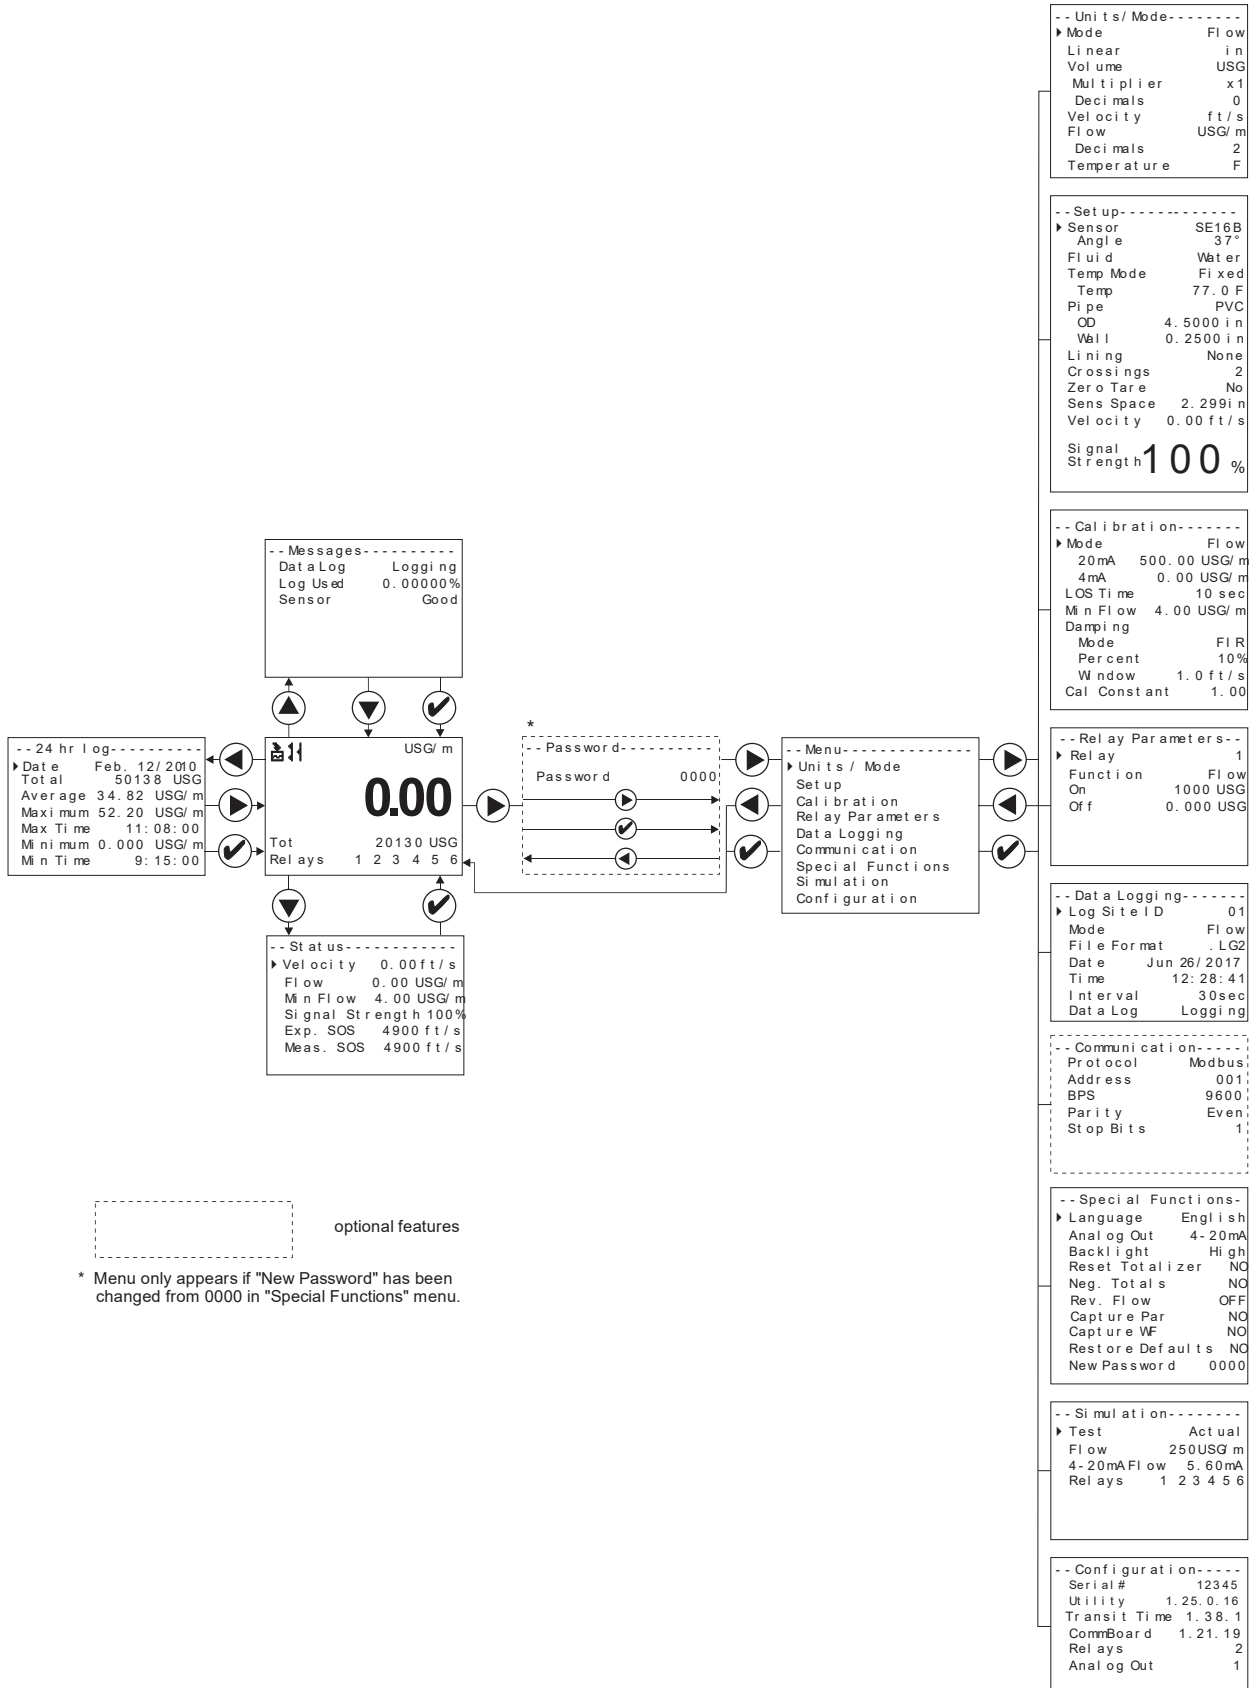 --Units/Mode--------
Mode Flow
Linear in
Volume USG
Multiplier x1
Decimals 0
Velocity ft/s
Flow USG/m
Decimals 2
Temperature F
--Setup-------------
Sensor SE16B
Angle 37°
Fluid Water
Temp Mode Fixed
Temp 77.0 F
Pipe PVC
OD 4.5000 in
Wall 0.2500 in
Lining None
Crossings 2
Zero Tare No
Sens Space 2.299in
Velocity 0.00 ft/s
Signal
Strength 100 %
--Calibration-------
Mode Flow
20mA 500.00 USG/m
4mA 0.00 USG/m
LOS Time 10 sec
Min Flow 4.00 USG/m
Damping
Mode FIR
Percent 10%
Window 1.0 ft/s
Cal Constant 1.00
--Messages----------
Data Log Logging
Log Used 0.00000%
Sensor Good
--24 hr log----------
Date Feb. 12/2010
Total 50138 USG
Average 34.82 USG/m
Maximum 52.20 USG/m
Max Time 11:08:00
Minimum 0.000 USG/m
Min Time 9:15:00
USG/m
0.00
Tot 20130 USG
Relays 1 2 3 4 5 6
*
--Password----------
Password 0000
--Menu--------------
Units / Mode
Setup
Calibration
Relay Parameters
Data Logging
Communication
Special Functions
Simulation
Configuration
--Relay Parameters--
Relay 1
Function Flow
On 1000 USG
Off 0.000 USG
--Status------------
Velocity 0.00ft/s
Flow 0.00 USG/m
Min Flow 4.00 USG/m
Signal Strength 100%
Exp. SOS 4900 ft/s
Meas. SOS 4900 ft/s
--Data Logging-------
Log Site ID 01
Mode Flow
File Format .LG2
Date Jun 26/2017
Time 12:28:41
Interval 30sec
Data Log Logging
--Communication-----
Protocol Modbus
Address 001
BPS 9600
Parity Even
Stop Bits 1
optional features
* Menu only appears if "New Password" has been
changed from 0000 in "Special Functions" menu.
--Special Functions-
Language English
Analog Out 4-20mA
Backlight High
Reset Totalizer NO
Neg. Totals NO
Rev. Flow OFF
Capture Par NO
Capture WF NO
Restore Defaults NO
New Password 0000
--Simulation--------
Test Actual
Flow 250USG/m
4-20mA Flow 5.60mA
Relays 1 2 3 4 5 6
--Configuration-----
Serial# 12345
Utility 1.25.0.16
Transit Time 1.38.1
CommBoard 1.21.19
Relays 2
Analog Out 1